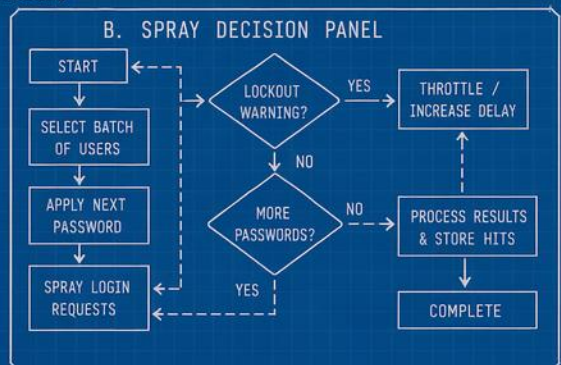 B. SPRAY DECISION PANEL
START
SELECT BATCH
OF USERS
APPLY NEXT
PASSWORD
SPRAY LOGIN
REQUESTS
LOCKOUT
WARNING?
YES
NO
MORE
PASSWORDS?
NO
YES
THROTTLE /
INCREASE DELAY
PROCESS RESULTS
& STORE HITS
COMPLETE